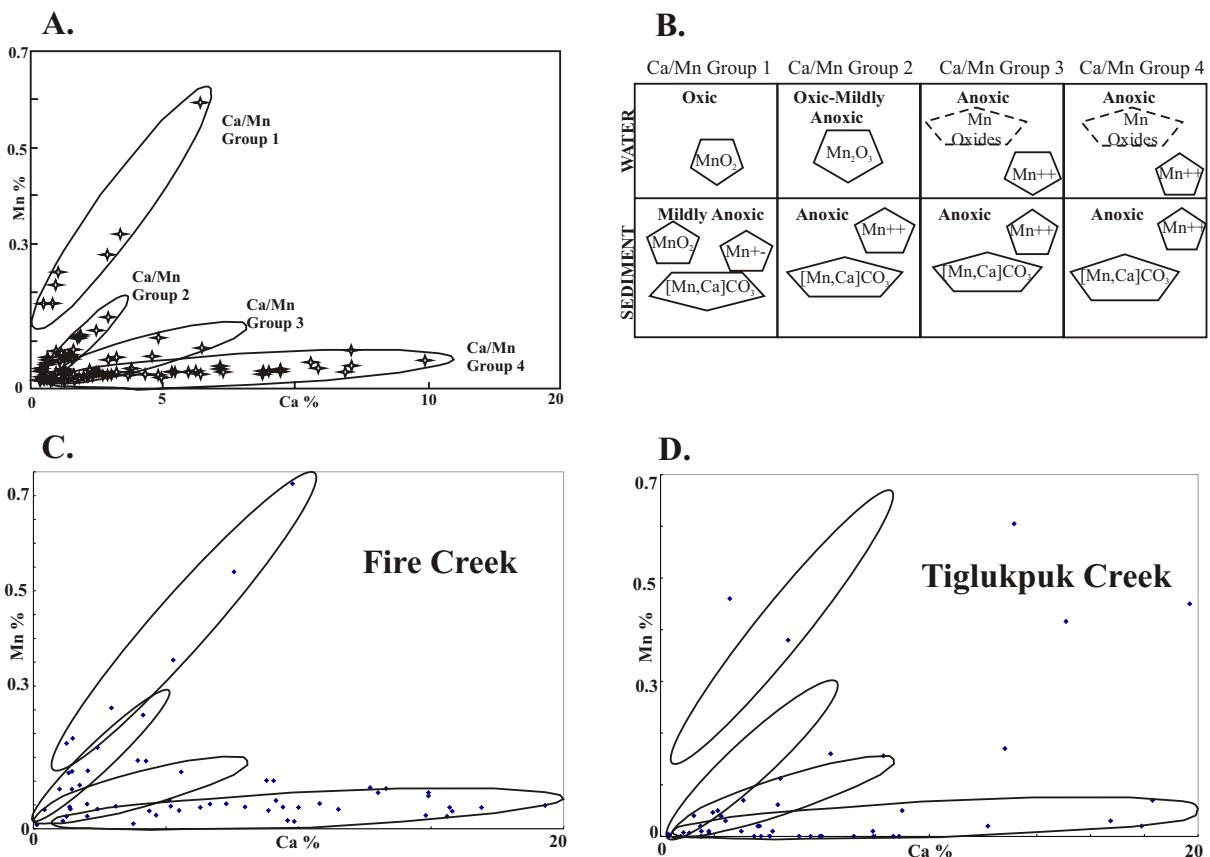 A.
0.7
0.5
0.3
0
Mn %
Ca/Mn
Group 1
Ca/Mn
Group 2
Ca/Mn
Group 3
Ca/Mn
Group 4
0
5
Ca %
10
20
B.
Ca/Mn Group 1
Ca/Mn Group 2
Ca/Mn Group 3
Ca/Mn Group 4
WATER
Oxic
MnO₂
Oxic-Mildly
Anoxic
Mn₂O₃
Anoxic
Mn
Oxides
Mn++
Anoxic
Mn
Oxides
Mn++
SEDIMENT
Mildly Anoxic
MnO₂
Mn+-
[Mn,Ca]CO₃
Anoxic
Mn++
[Mn,Ca]CO₃
Anoxic
Mn++
[Mn,Ca]CO₃
Anoxic
Mn++
[Mn,Ca]CO₃
C.
0.7
0.5
0.3
0
Mn %
Fire Creek
0
Ca %
20
D.
0.7
0.5
0.3
0
Mn %
Tiglukpuk Creek
0
Ca %
20